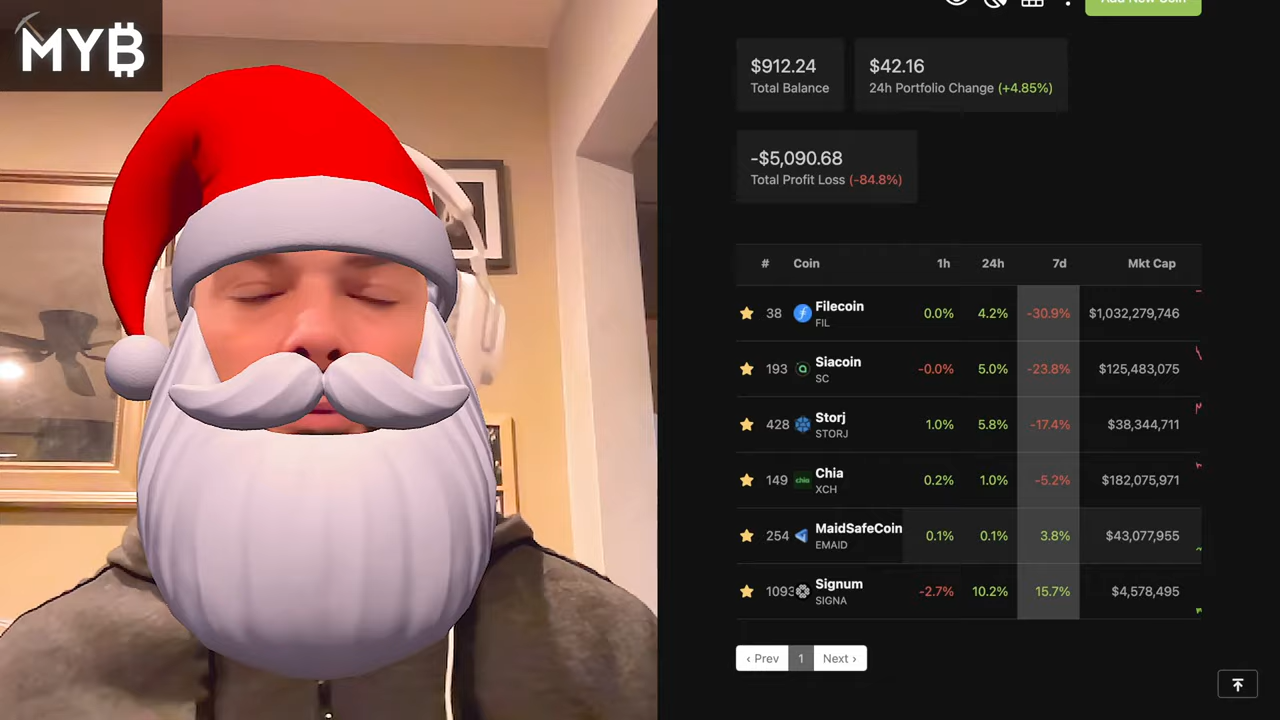 MYB
Add New Coin
$912.24
Total Balance
$42.16
24h Portfolio Change (+4.85%)
-$5,090.68
Total Profit Loss (-84.8%)
# Coin 1h 24h 7d Mkt Cap
38 Filecoin FIL 0.0% 4.2% -30.9% $1,032,279,746
193 Siacoin SC -0.0% 5.0% -23.8% $125,483,075
428 Storj STORJ 1.0% 5.8% -17.4% $38,344,711
149 chia Chia XCH 0.2% 1.0% -5.2% $182,075,971
254 MaidSafeCoin EMAID 0.1% 0.1% 3.8% $43,077,955
1093 Signum SIGNA -2.7% 10.2% 15.7% $4,578,495
‹ Prev 1 Next ›